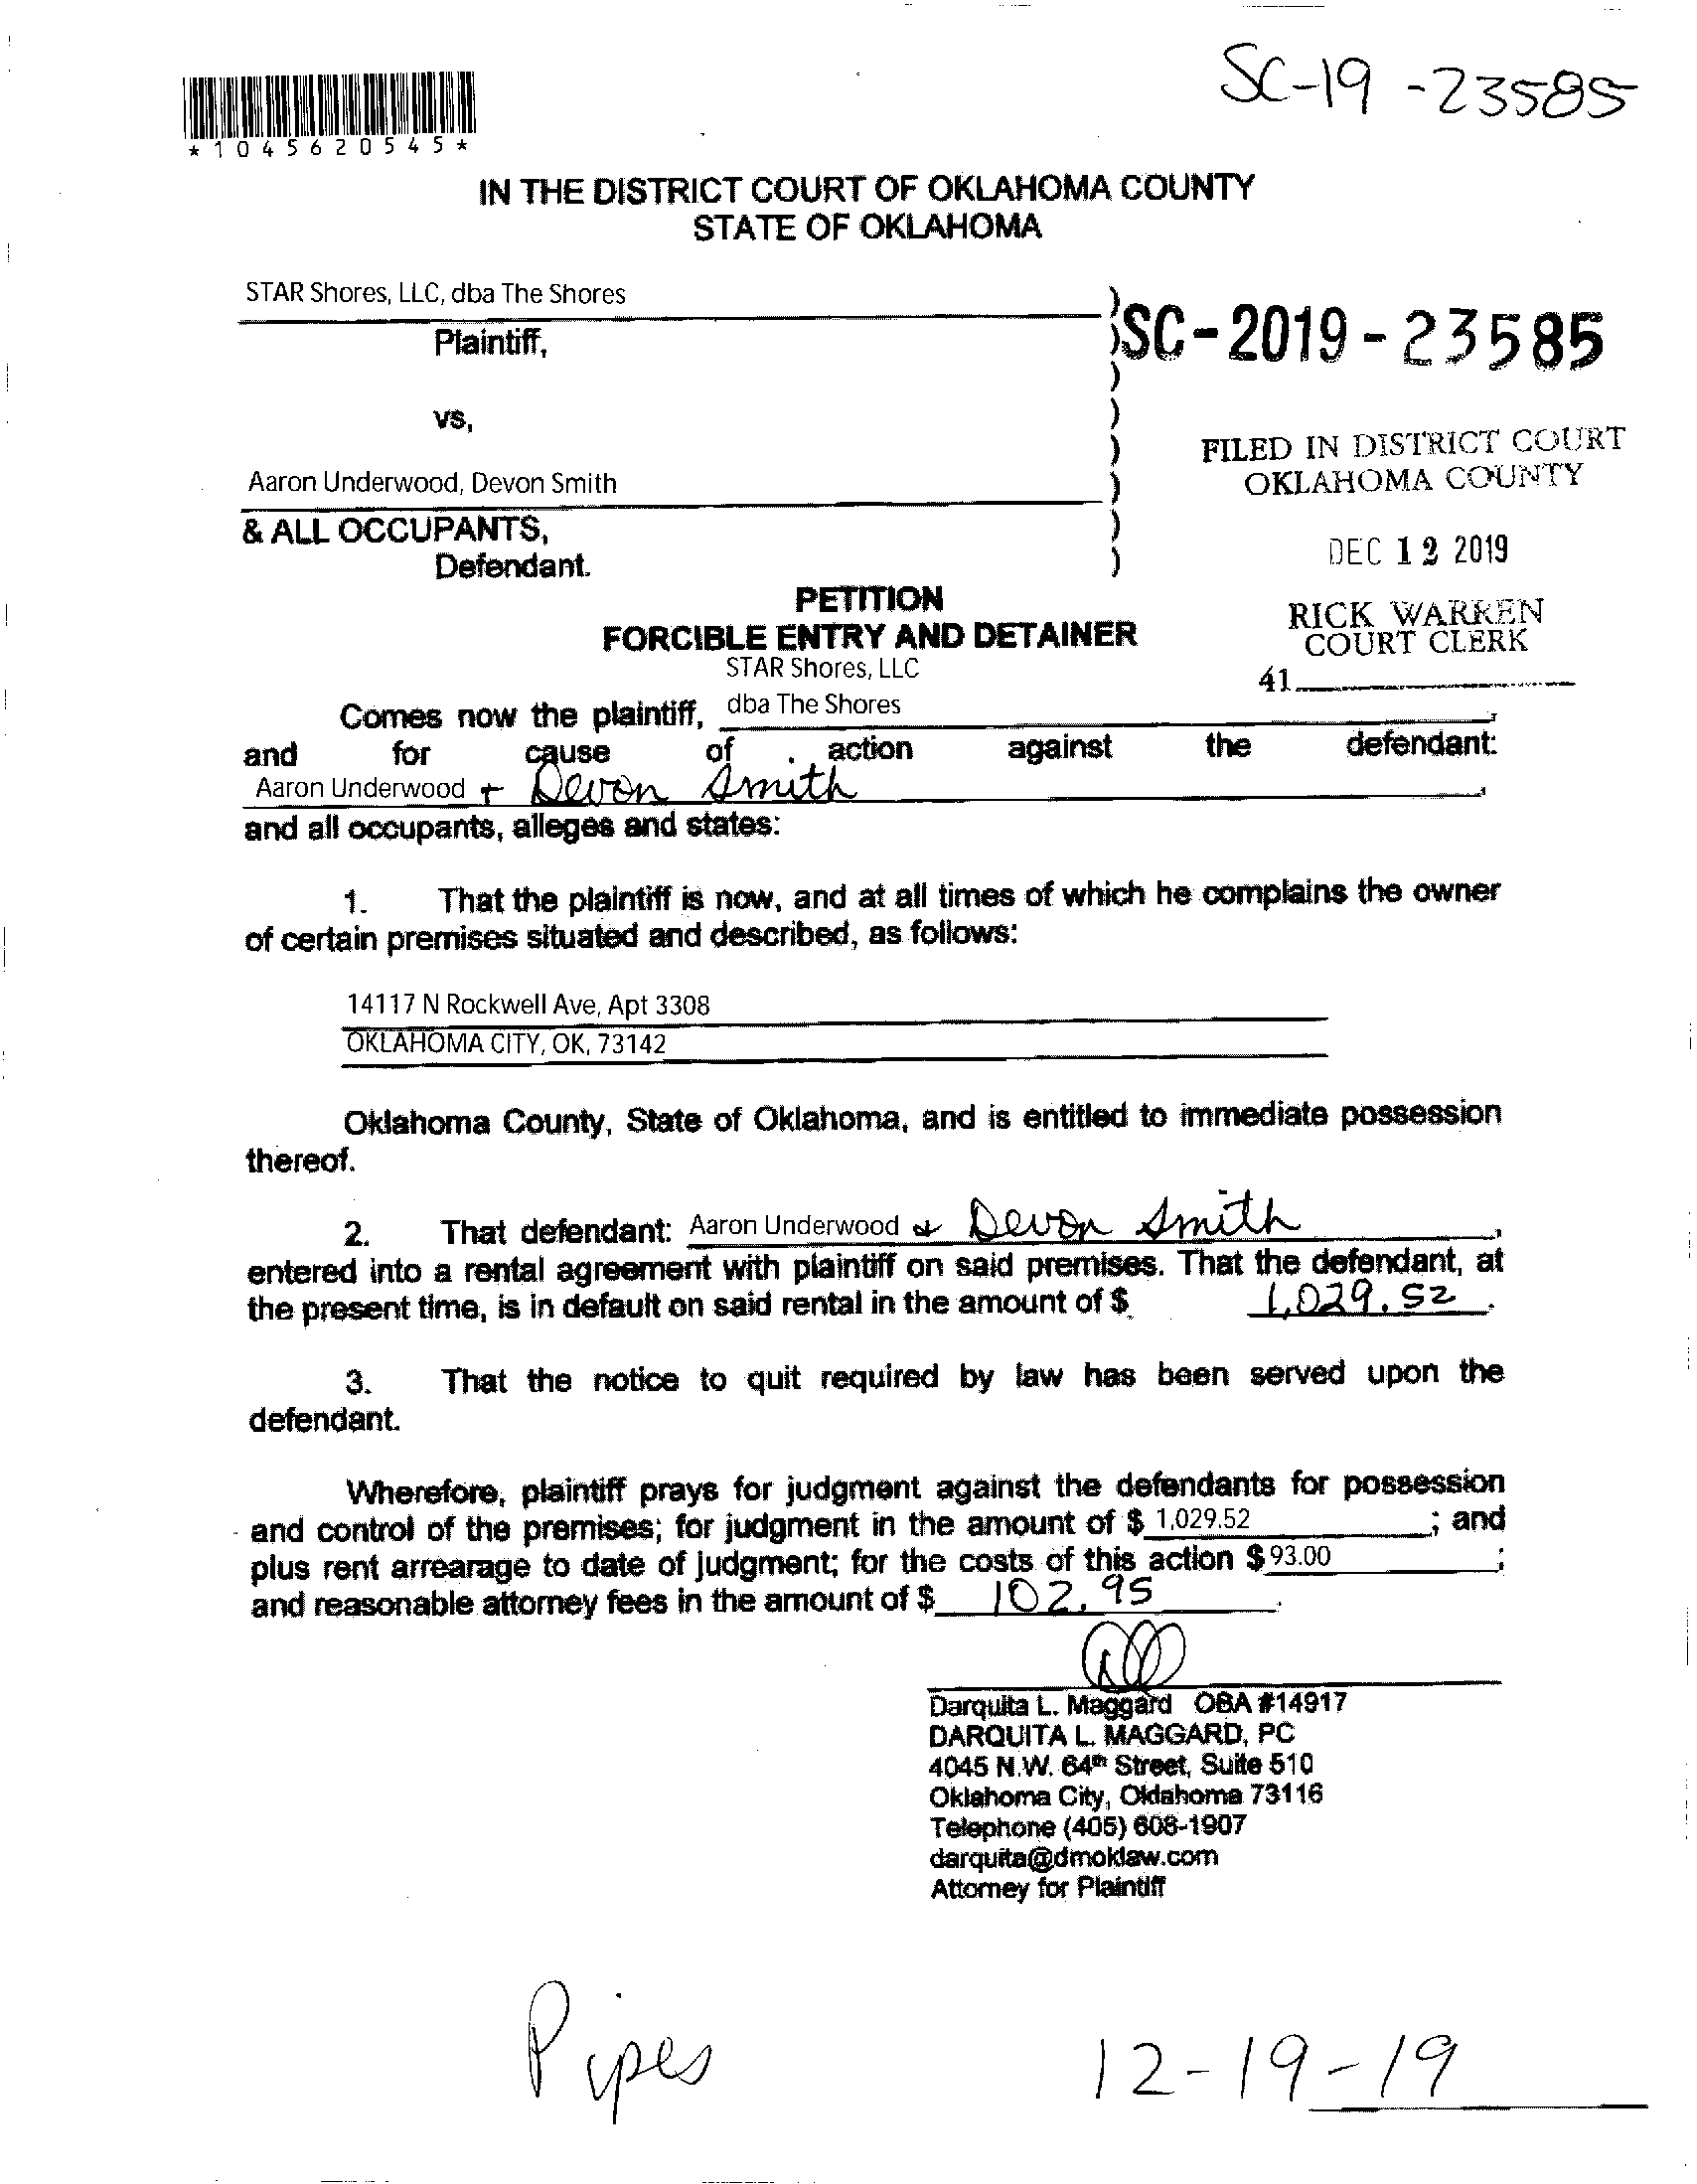 SC-19-23585
*1045620545*
IN THE DISTRICT COURT OF OKLAHOMA COUNTY
STATE OF OKLAHOMA
STAR Shores, LLC, dba The Shores
Plaintiff,
SC-2019-23585
vs,
FILED IN DISTRICT COURT
OKLAHOMA COUNTY
Aaron Underwood, Devon Smith
& ALL OCCUPANTS,
Defendant.
DEC 12 2019
PETITION
FORCIBLE ENTRY AND DETAINER
RICK WARREN
COURT CLERK
41
STAR Shores, LLC
Comes now the plaintiff, dba The Shores,
and for cause of action against the defendant:
Aaron Underwood + Devon Smith,
and all occupants, alleges and states:
1. That the plaintiff is now, and at all times of which he complains the owner
of certain premises situated and described, as follows:
14117 N Rockwell Ave, Apt 3308
OKLAHOMA CITY, OK, 73142
Oklahoma County, State of Oklahoma, and is entitled to immediate possession
thereof.
2. That defendant: Aaron Underwood & Devon Smith,
entered into a rental agreement with plaintiff on said premises. That the defendant, at
the present time, is in default on said rental in the amount of $ 1,029.52.
3. That the notice to quit required by law has been served upon the
defendant.
Wherefore, plaintiff prays for judgment against the defendants for possession
and control of the premises; for judgment in the amount of $ 1,029.52; and
plus rent arrearage to date of judgment; for the costs of this action $93.00;
and reasonable attorney fees in the amount of $ 102.95.
Darquita L. Maggard OBA #14917
DARQUITA L. MAGGARD, PC
4045 N.W. 64th Street, Suite 510
Oklahoma City, Oklahoma 73116
Telephone (405) 608-1907
darquita@dmoklaw.com
Attorney for Plaintiff
Pipes
12-19-19